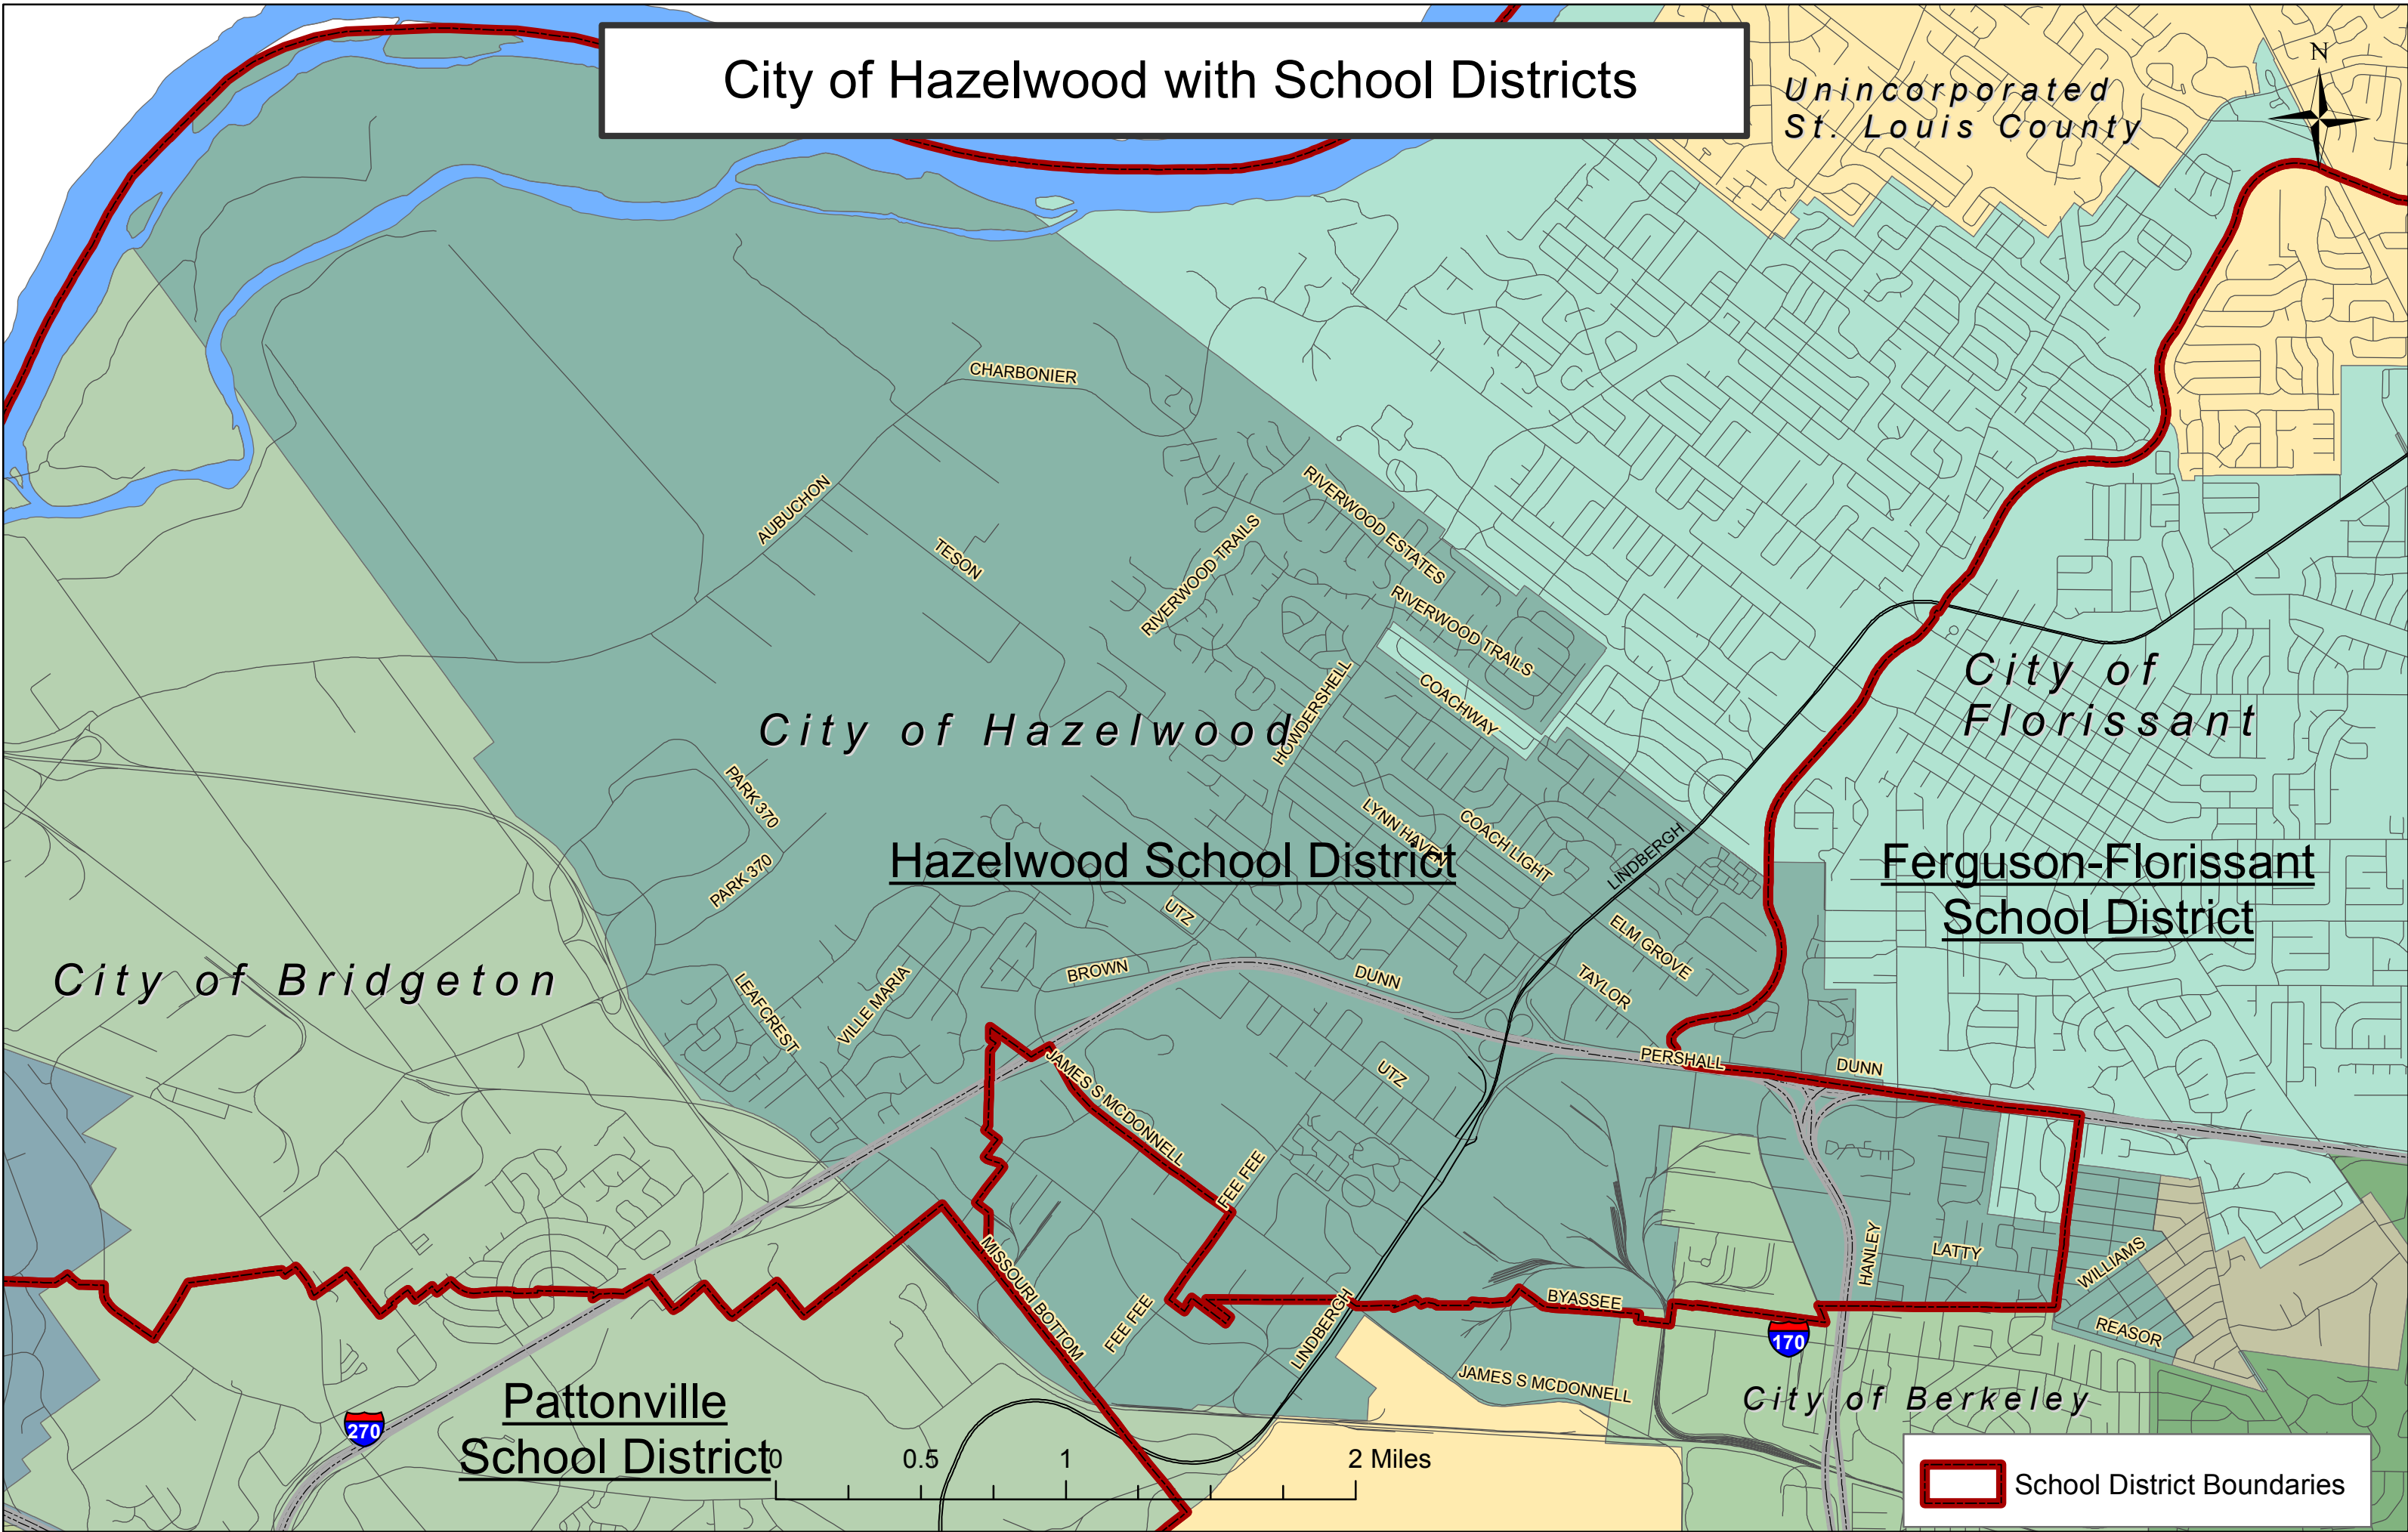 City of Hazelwood with School Districts
Unincorporated
St. Louis County
N
CHARBONIER
AUBUCHON
TESON
RIVERWOOD ESTATES
RIVERWOOD TRAILS
RIVERWOOD TRAILS
City of
Florissant
City of Hazelwood
HOWDERSHELL
COACHWAY
PARK 370
PARK 370
LYNN HAVEN
COACH LIGHT
LINDBERGH
Hazelwood School District
Ferguson-Florissant
School District
UTZ
ELM GROVE
TAYLOR
City of Bridgeton
LEAFCREST
VILLE MARIA
BROWN
DUNN
JAMES S MCDONNELL
UTZ
PERSHALL
DUNN
FEE FEE
MISSOURI BOTTOM
FEE FEE
LINDBERGH
BYASSEE
HANLEY
LATTY
WILLIAMS
REASOR
170
JAMES S MCDONNELL
City of Berkeley
270
Pattonville
School District
0 0.5 1 2 Miles
School District Boundaries